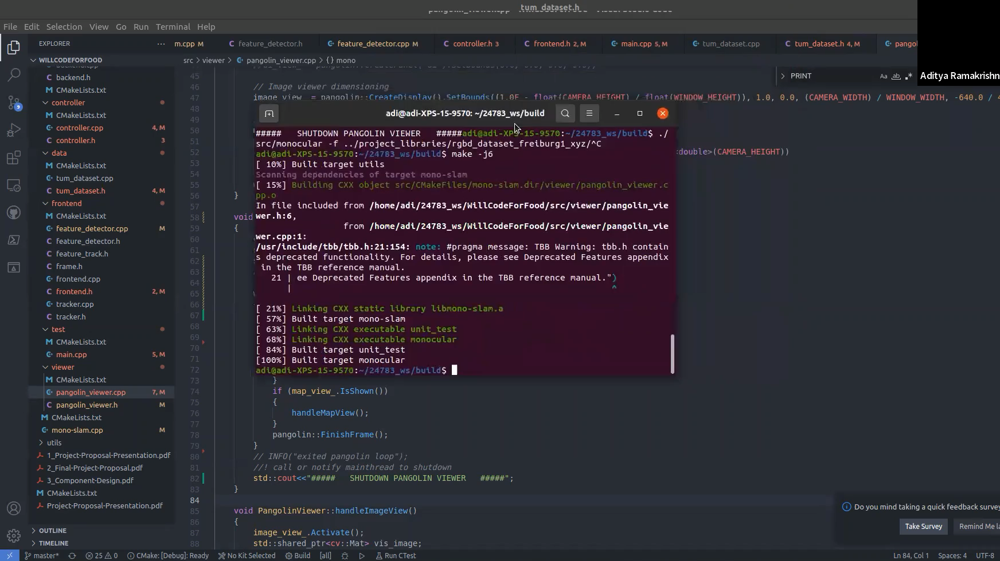 tum_dataset.h
File Edit Selection View Go Run Terminal Help
EXPLORER ···
m.cpp M feature_detector.h feature_detector.cpp M controller.h 3 frontend.h 2, M main.cpp 5, M tum_dataset.cpp tum_dataset.h 4, M pango
src > viewer > pangolin_viewer.cpp > {} mono
WILLCODEFORFOOD
backend.h
CMakeLists.txt
controller
CMakeLists.txt
controller.cpp 4, M
controller.h 3
data
CMakeLists.txt
tum_dataset.cpp
tum_dataset.h 4, M
frontend
CMakeLists.txt
feature_detector.cpp M
feature_detector.h
feature_track.h
frame.h
frontend.cpp
frontend.h 2, M
tracker.cpp
tracker.h
test
CMakeLists.txt
main.cpp 5, M
viewer
CMakeLists.txt
pangolin_viewer.cpp 7, M
pangolin_viewer.h M
CMakeLists.txt
mono-slam.cpp M
utils
1_Project-Proposal-Presentation.pdf
2_Final-Project-Proposal.pdf
3_Component-Design.pdf
CMakeLists.txt
Project-Proposal-Presentation.pdf
OUTLINE
TIMELINE
PRINT Aa ab .*
Aditya Ramakrishn
45
46 // Image viewer dimensioning
47 image_view_ = pangolin::CreateDisplay().SetBounds((1.0F - float(CAMERA_HEIGHT) / float(WINDOW_HEIGHT)), 1.0, 0.0, (CAMERA_WIDTH) / WINDOW_WIDTH, -640.0 / 4
48
49
50
51
52 <double>(CAMERA_HEIGHT))
53
54
55
56 }
57
58 void
59 {
60
61
62
63
64
65
66
67
68
69
70
71
72
73 }
74 if (map_view_.IsShown())
75 {
76 handleMapView();
77 }
78 pangolin::FinishFrame();
79 }
80 // INFO("exited pangolin loop");
81 //! call or notify mainthread to shutdown
82 std::cout<<"##### SHUTDOWN PANGOLIN VIEWER #####";
83 }
84
85 void PangolinViewer::handleImageView()
86 {
87 image_view_.Activate();
88 std::shared_ptr<cv::Mat> vis_image;
adi@adi-XPS-15-9570: ~/24783_ws/build
##### SHUTDOWN PANGOLIN VIEWER #####adi@adi-XPS-15-9570:~/24783_ws/build$ ./
src/monocular -f ../project_libraries/rgbd_dataset_freiburg1_xyz/^C
adi@adi-XPS-15-9570:~/24783_ws/build$ make -j6
[ 10%] Built target utils
Scanning dependencies of target mono-slam
[ 15%] Building CXX object src/CMakeFiles/mono-slam.dir/viewer/pangolin_viewer.c
pp.o
In file included from /home/adi/24783_ws/WillCodeForFood/src/viewer/pangolin_vie
wer.h:6,
from /home/adi/24783_ws/WillCodeForFood/src/viewer/pangolin_vie
wer.cpp:1:
/usr/include/tbb/tbb.h:21:154: note: #pragma message: TBB Warning: tbb.h contain
s deprecated functionality. For details, please see Deprecated Features appendix
in the TBB reference manual.
21 | ee Deprecated Features appendix in the TBB reference manual.")
| ^
[ 21%] Linking CXX static library libmono-slam.a
[ 57%] Built target mono-slam
[ 63%] Linking CXX executable unit_test
[ 68%] Linking CXX executable monocular
[ 84%] Built target unit_test
[100%] Built target monocular
adi@adi-XPS-15-9570:~/24783_ws/build$
Do you mind taking a quick feedback survey
Take Survey Remind Me la
master* 25 0 CMake: [Debug]: Ready No Kit Selected Build [all] Run CTest Ln 84, Col 1 Spaces: 4 UTF-8
9